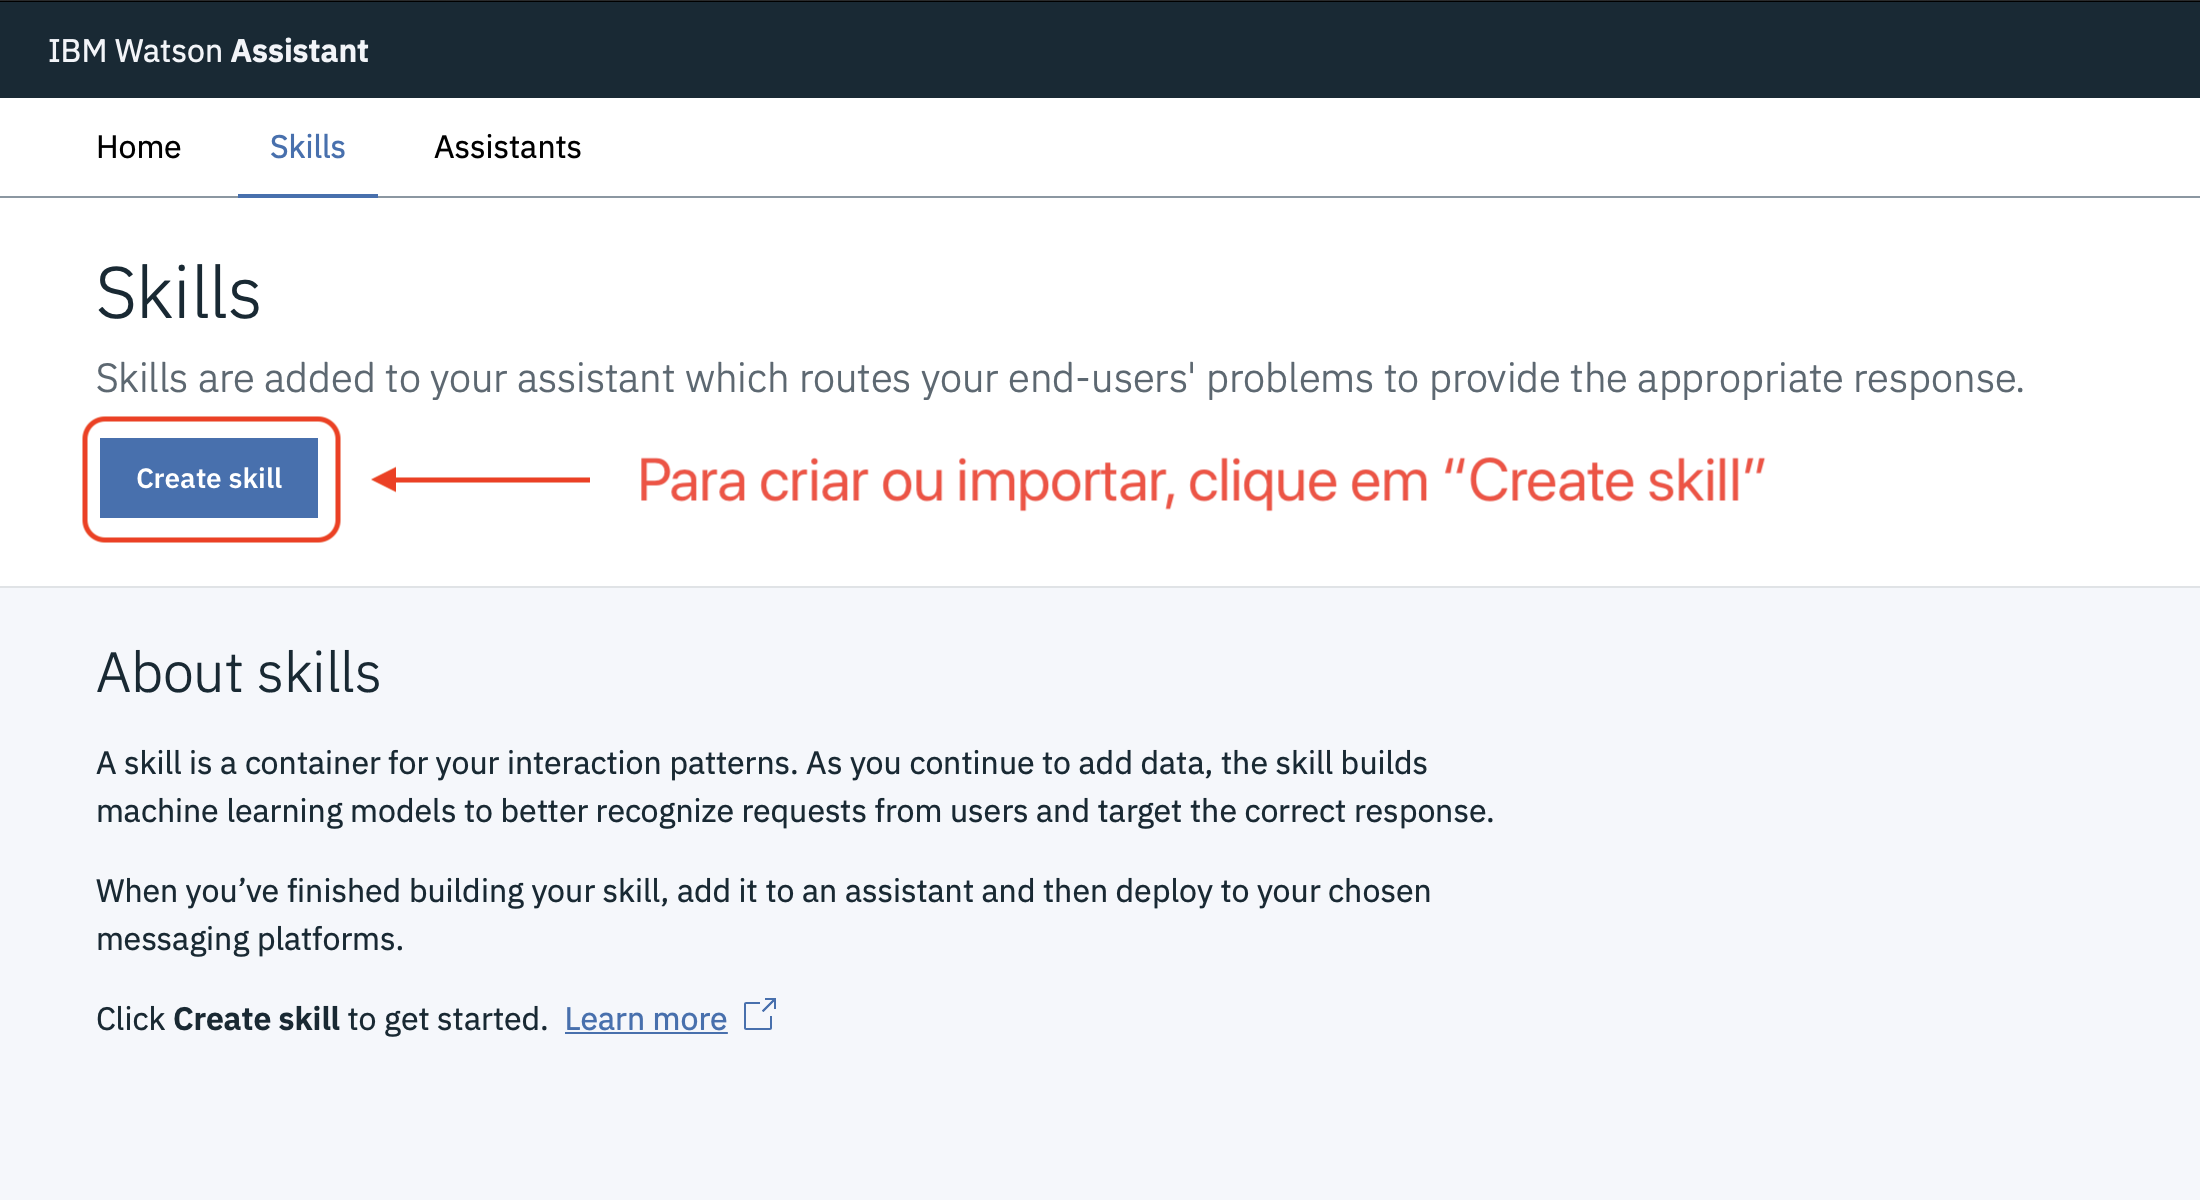 IBM Watson Assistant
Home Skills Assistants
Skills
Skills are added to your assistant which routes your end-users' problems to provide the appropriate response.
Create skill
Para criar ou importar, clique em “Create skill”
About skills
A skill is a container for your interaction patterns. As you continue to add data, the skill builds
machine learning models to better recognize requests from users and target the correct response.
When you’ve finished building your skill, add it to an assistant and then deploy to your chosen
messaging platforms.
Click Create skill to get started. Learn more